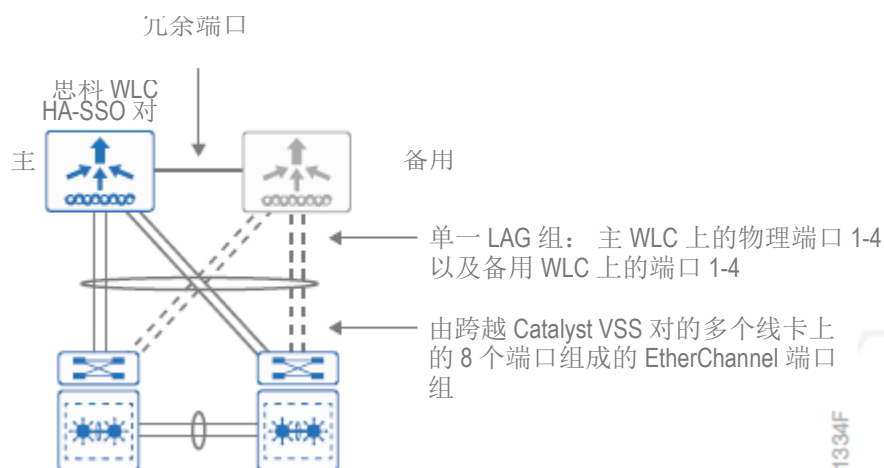 冗余端口
思科 WLC
HA-SSO 对
主
备用
单一 LAG 组： 主 WLC 上的物理端口 1-4
以及备用 WLC 上的端口 1-4
由跨越 Catalyst VSS 对的多个线卡上
的 8 个端口组成的 EtherChannel 端口
组
1334F